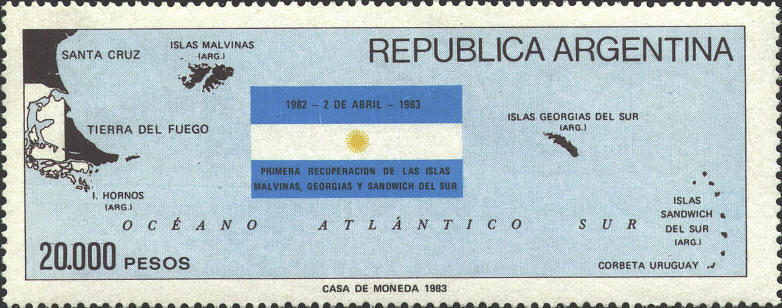 REPUBLICA ARGENTINA
SANTA CRUZ
ISLAS MALVINAS
(ARG.)
1982 – 2 DE ABRIL – 1983
PRIMERA RECUPERACION DE LAS ISLAS
MALVINAS, GEORGIAS Y SANDWICH DEL SUR
TIERRA DEL FUEGO
I. HORNOS
(ARG.)
ISLAS GEORGIAS DEL SUR
(ARG.)
ISLAS
SANDWICH
DEL SUR
(ARG.)
OCÉANO ATLÁNTICO SUR
CORBETA URUGUAY
20.000 PESOS
CASA DE MONEDA 1983